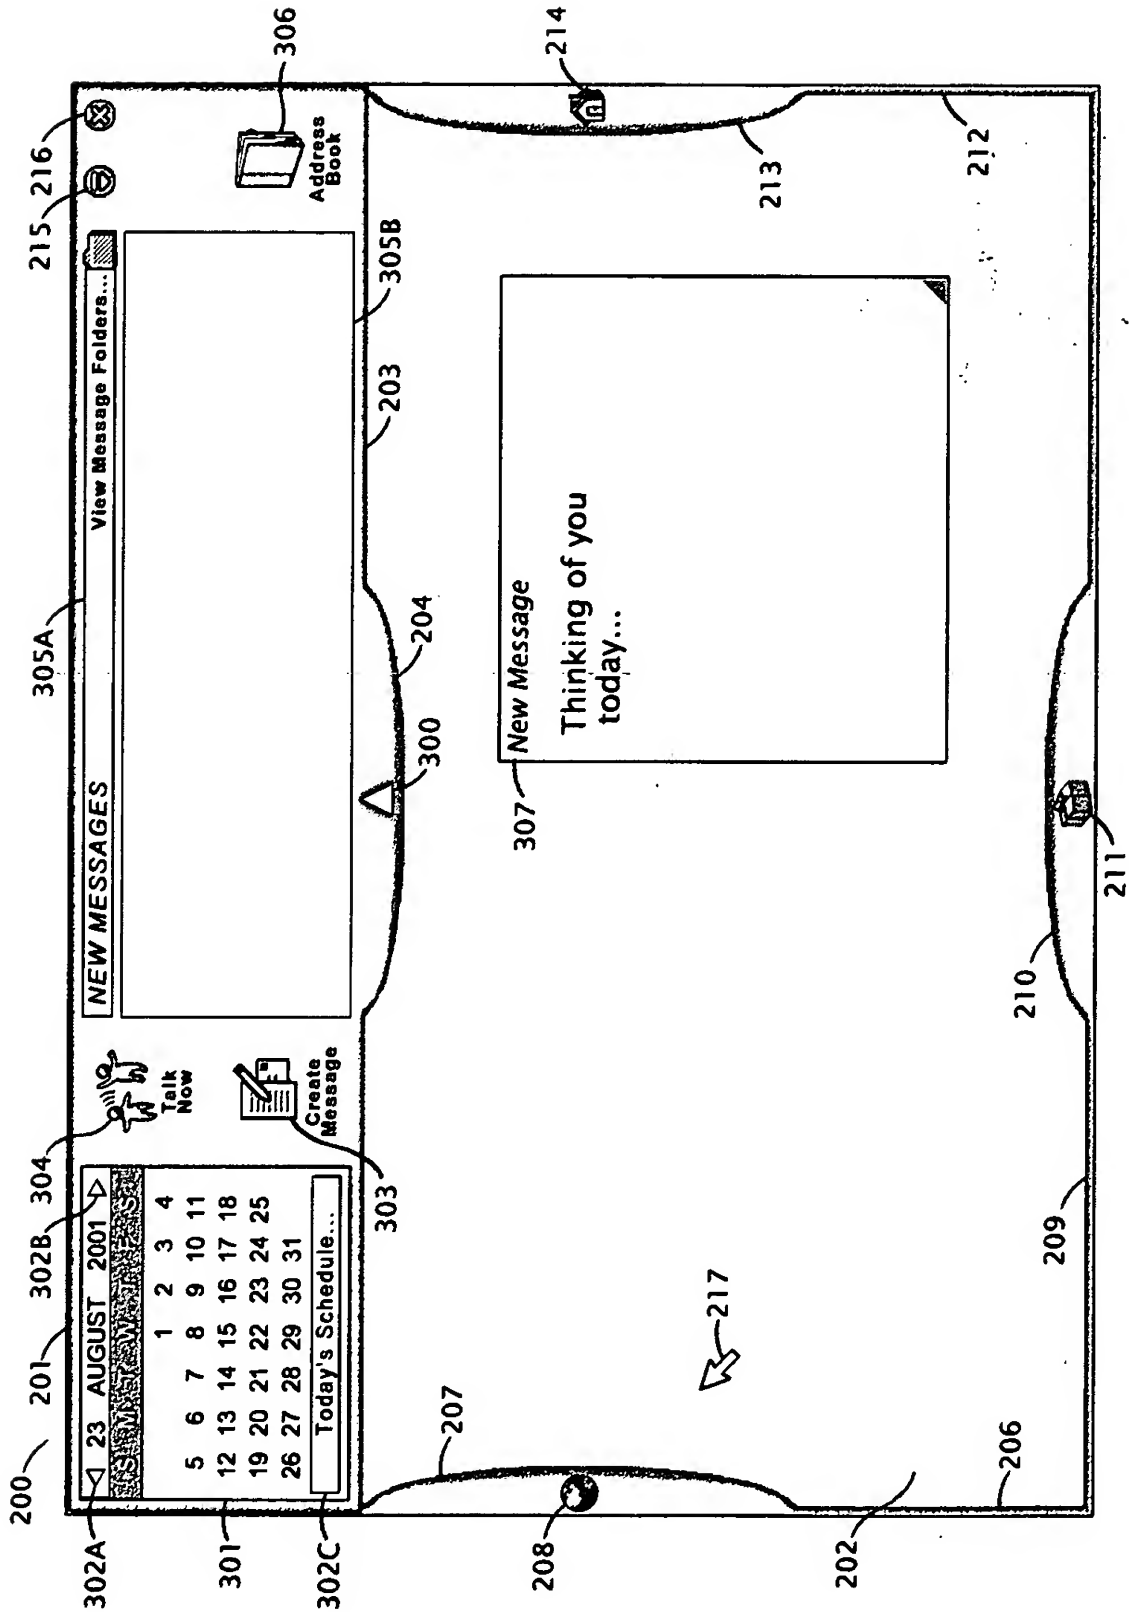 200
201
302B
304
305A
215
216
306
23 AUGUST 2001
S M T W T F S
1 2 3 4
5 6 7 8 9 10 11
12 13 14 15 16 17 18
19 20 21 22 23 24 25
26 27 28 29 30 31
Today's Schedule...
Talk
Now
Create
Message
NEW MESSAGES
View Message Folders...
Address
Book
302A
301
302C
303
300
204
203
305B
214
207
208
307
New Message
Thinking of you
today...
213
217
202
206
209
210
211
212